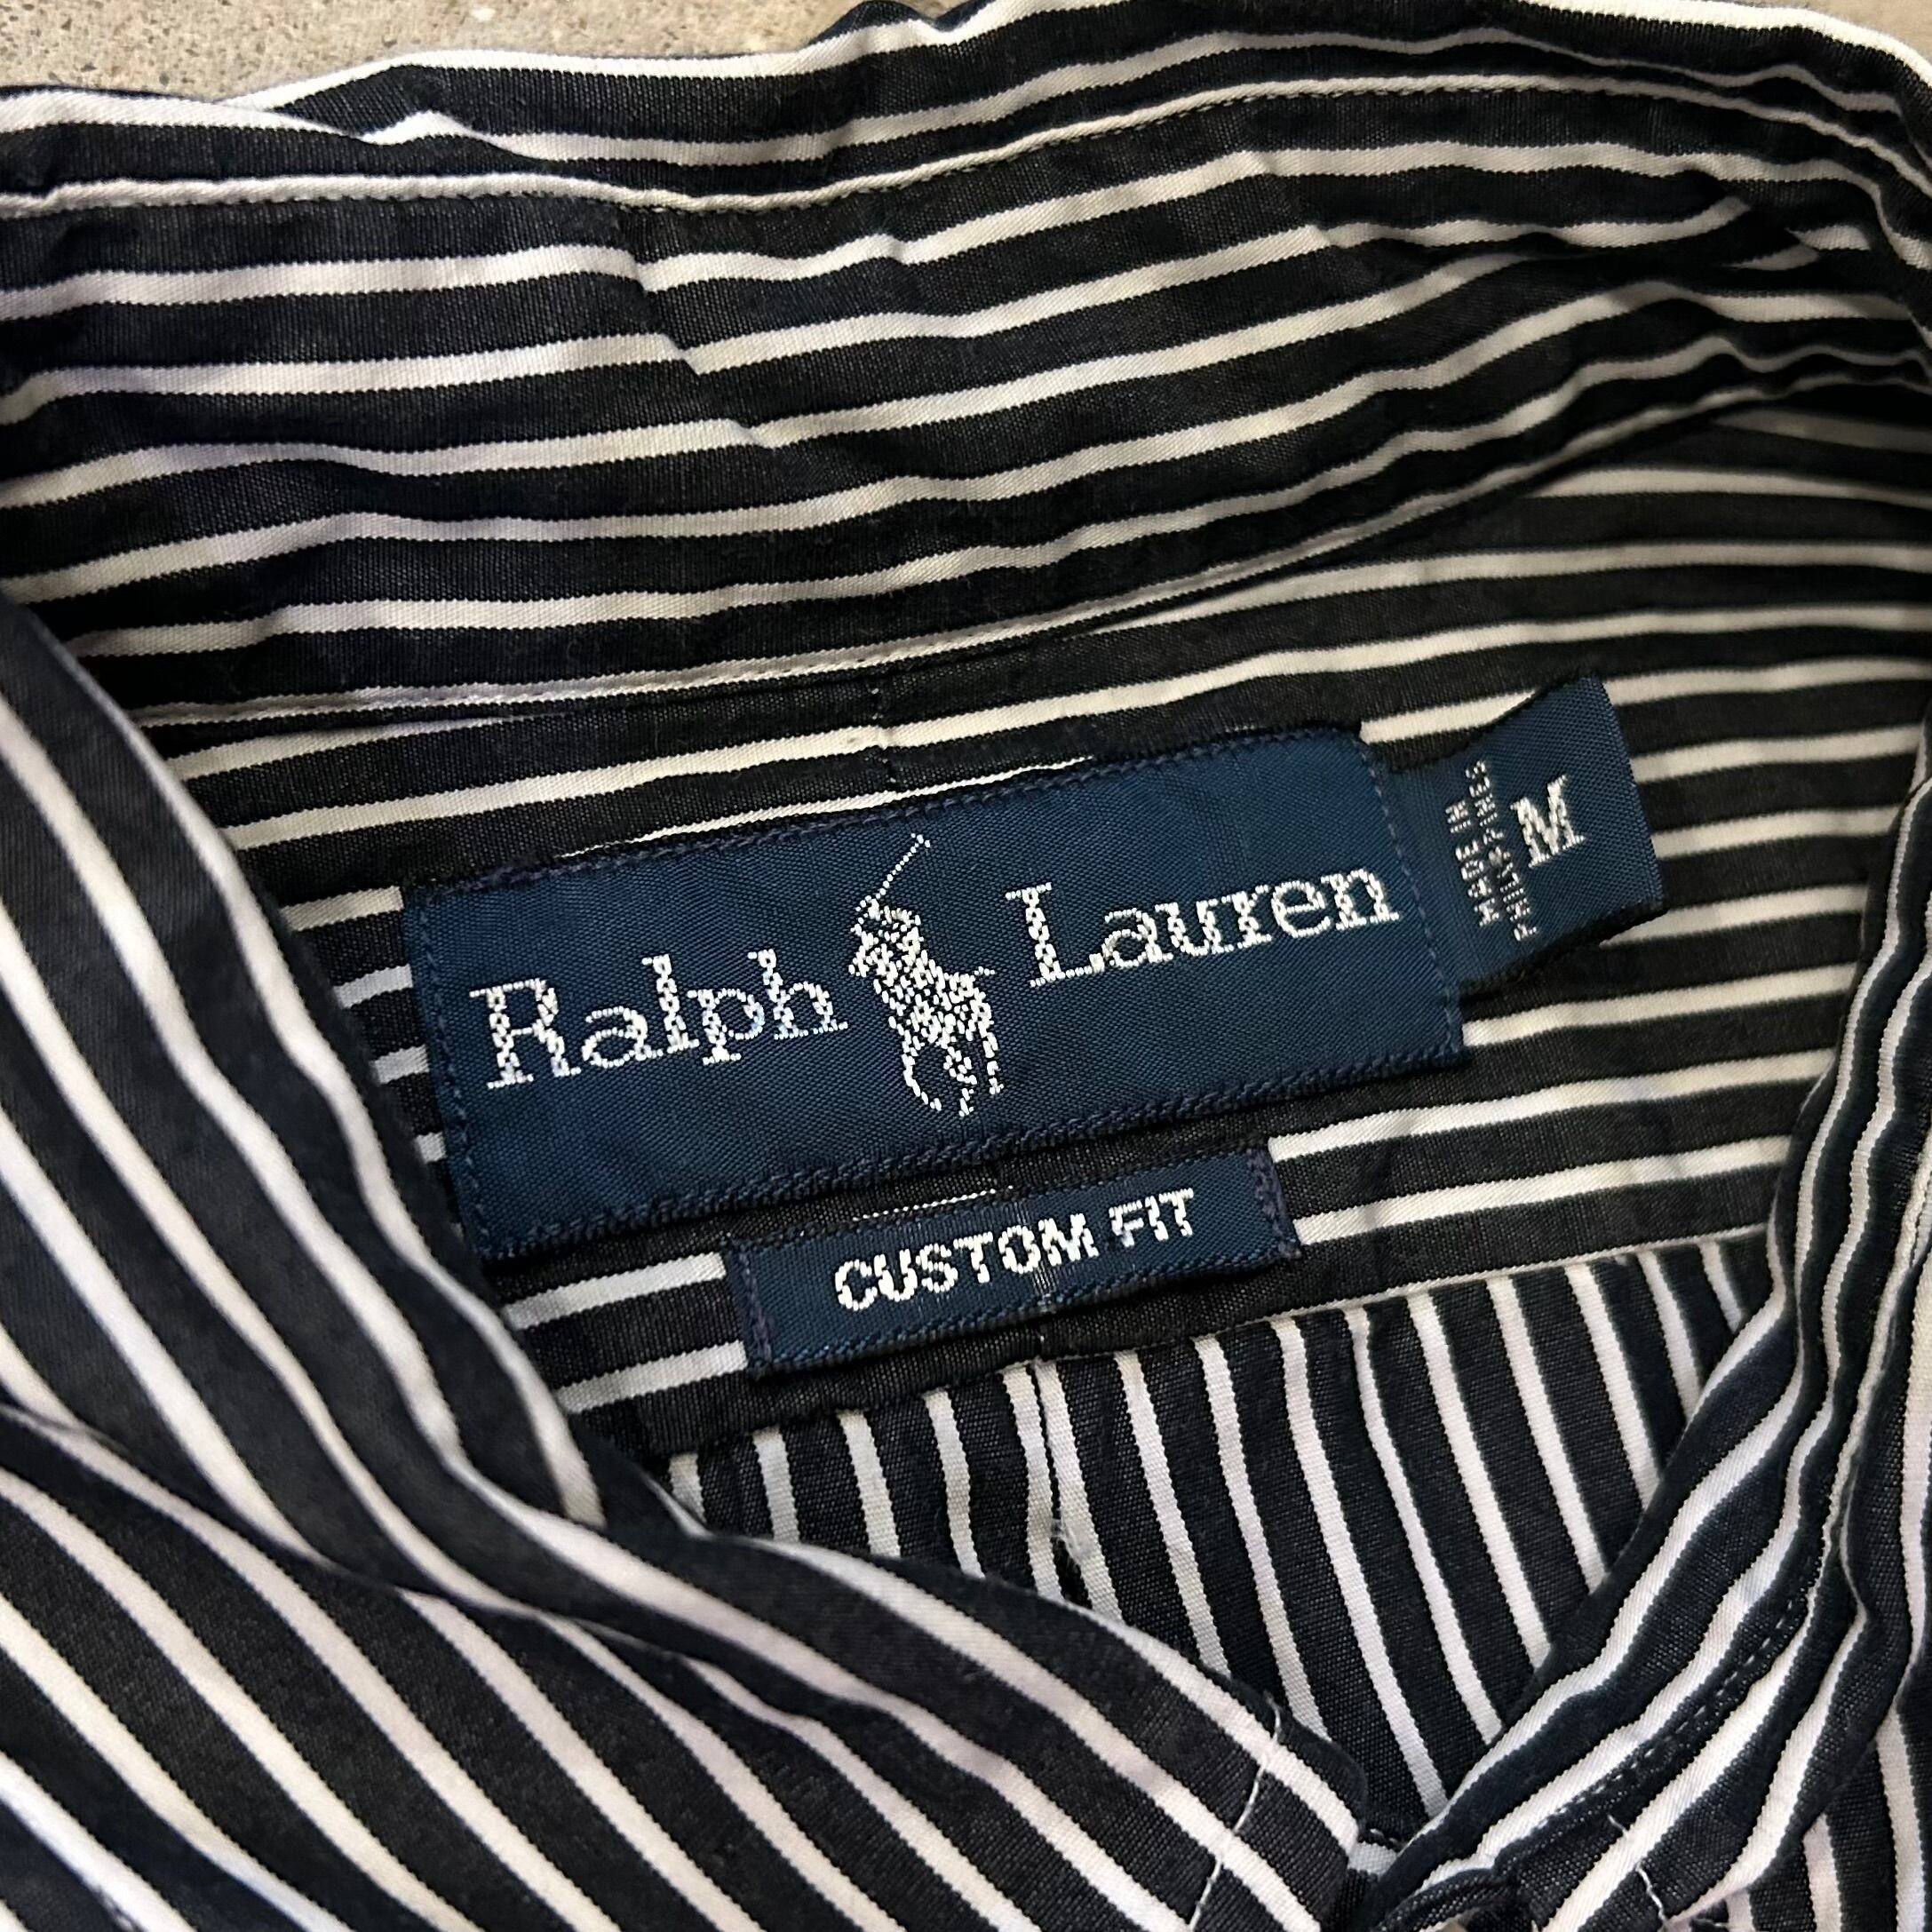 Ralph Lauren
MADE IN
PHILIPPINES
M
CUSTOM FIT